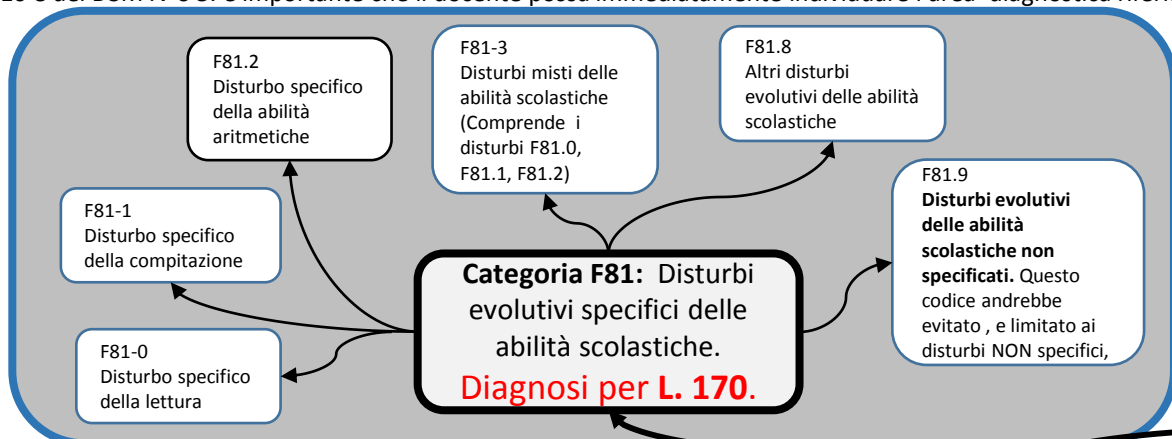 F81.2
Disturbo specifico
della abilità
aritmetiche
F81-3
Disturbi misti delle
abilità scolastiche
(Comprende i
disturbi F81.0,
F81.1, F81.2)
F81.8
Altri disturbi
evolutivi delle abilità
scolastiche
F81.9
Disturbi evolutivi
delle abilità
scolastiche non
specificati. Questo
codice andrebbe
evitato , e limitato ai
disturbi NON specifici,
F81-1
Disturbo specifico
della compitazione
Categoria F81: Disturbi
evolutivi specifici delle
abilità scolastiche.
Diagnosi per L. 170.
F81-0
Disturbo specifico
della lettura